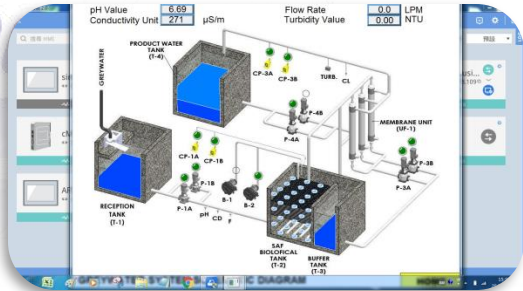 pH Value 6.69 Flow Rate 0.0 LPM
Conductivity Unit 271 µS/m Turbidity Value 0.00 NTU
PRODUCT WATER
TANK
(T-4)
CP-3A
CP-3B
TURB.
CL
GREYWATER
P-4B
P-4A
MEMBRANE UNIT
(UF-1)
CP-1A
CP-1B
P-3B
P-3A
P-1B
P-1A
B-1
B-2
RECEPTION
TANK
(T-1)
pH
CD
F
SAF
BIOLOFICAL
TANK
(T-2)
BUFFER
TANK
(T-3)